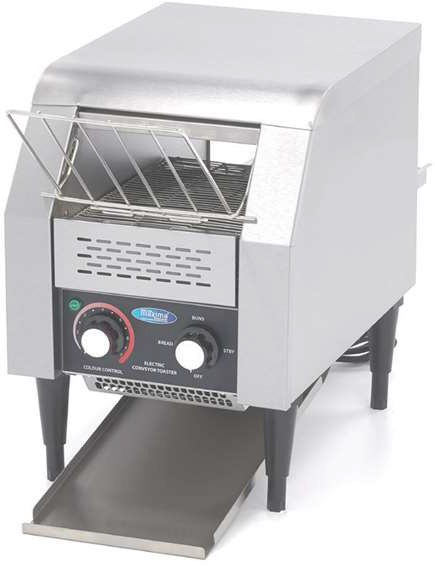 Maxima
BUNS
BREAD
STBY
OFF
COLOUR CONTROL
ELECTRIC
CONVEYOR TOASTER